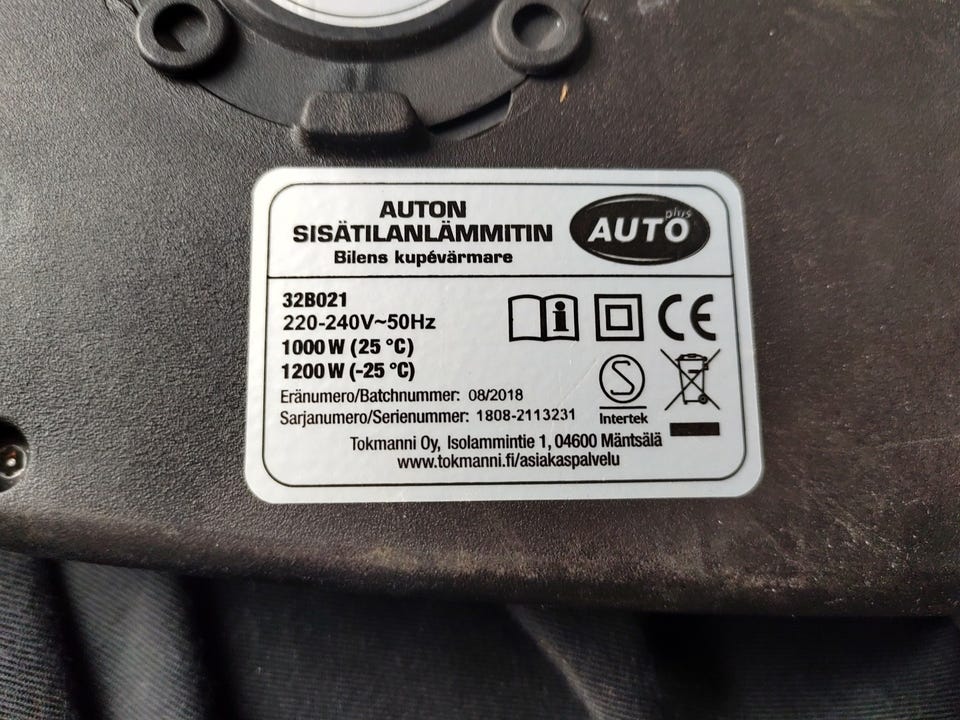 AUTON
SISÄTILANLÄMMITIN
Bilens kupévärmare
AUTO plus
32B021
220-240V~50Hz
1000 W (25 °C)
1200 W (-25 °C)
Eränumero/Batchnummer: 08/2018
Sarjanumero/Serienummer: 1808-2113231
i
CE
S
Intertek
Tokmanni Oy, Isolammintie 1, 04600 Mäntsälä
www.tokmanni.fi/asiakaspalvelu